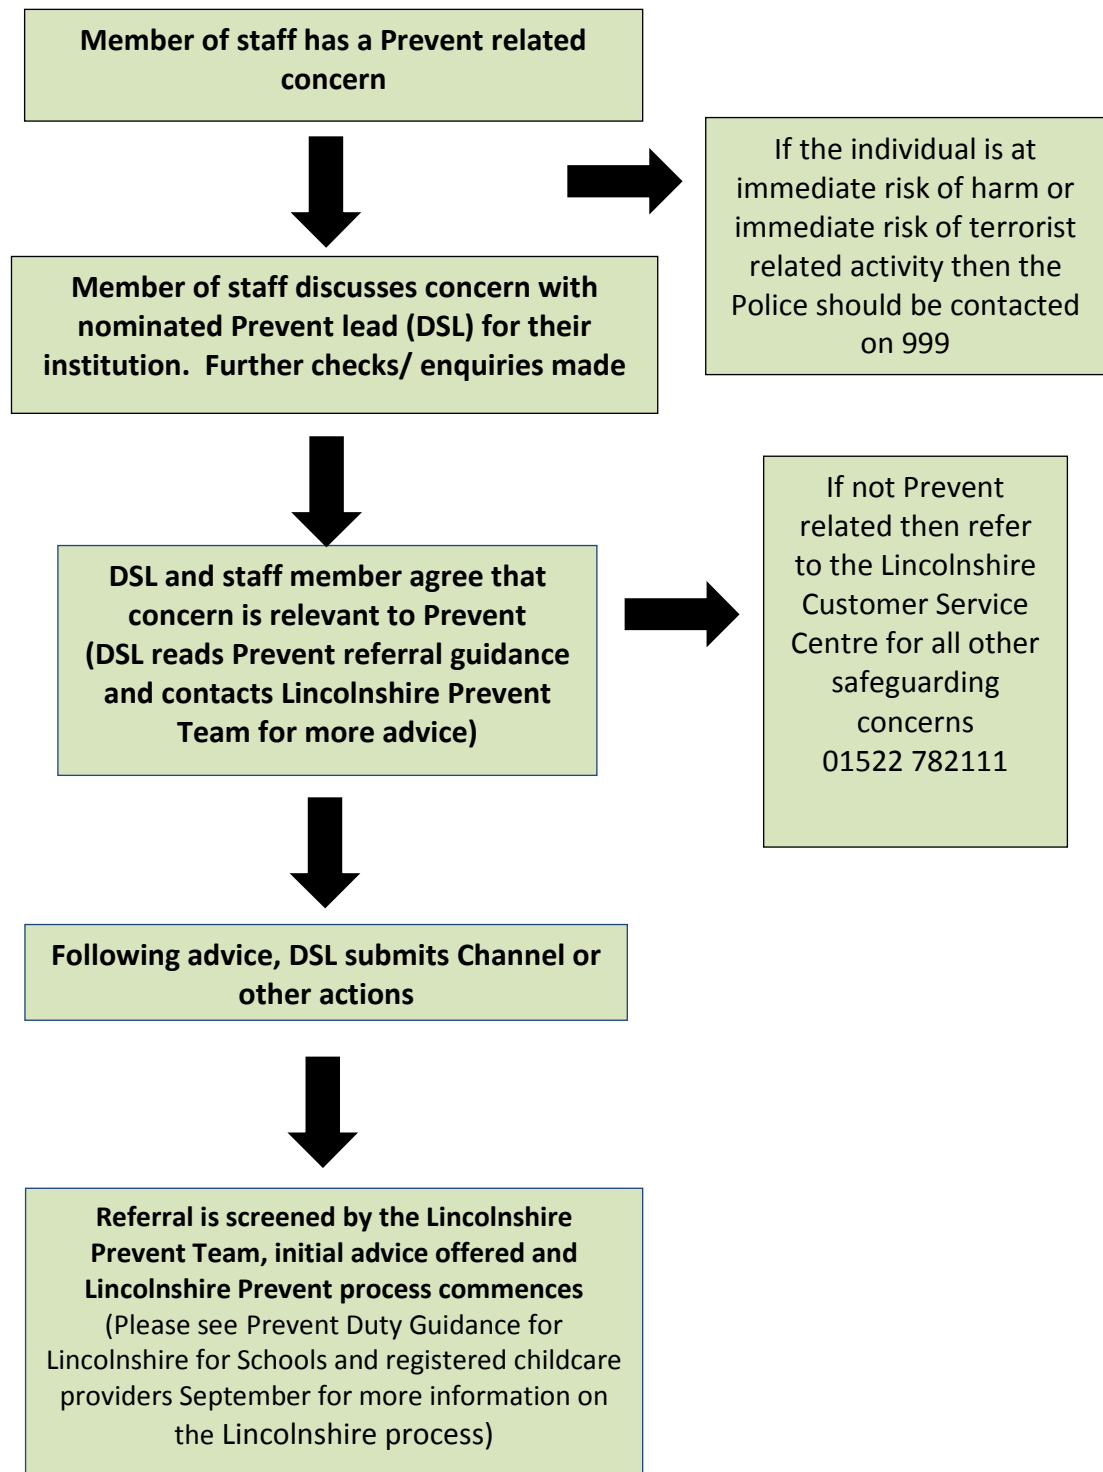 Member of staff has a Prevent related
concern
If the individual is at
immediate risk of harm or
immediate risk of terrorist
related activity then the
Police should be contacted
on 999
Member of staff discusses concern with
nominated Prevent lead (DSL) for their
institution.  Further checks/ enquiries made
If not Prevent
related then refer
to the Lincolnshire
Customer Service
Centre for all other
safeguarding
concerns
01522 782111
DSL and staff member agree that
concern is relevant to Prevent
(DSL reads Prevent referral guidance
and contacts Lincolnshire Prevent
Team for more advice)
Following advice, DSL submits Channel or
other actions
Referral is screened by the Lincolnshire
Prevent Team, initial advice offered and
Lincolnshire Prevent process commences
(Please see Prevent Duty Guidance for
Lincolnshire for Schools and registered childcare
providers September for more information on
the Lincolnshire process)